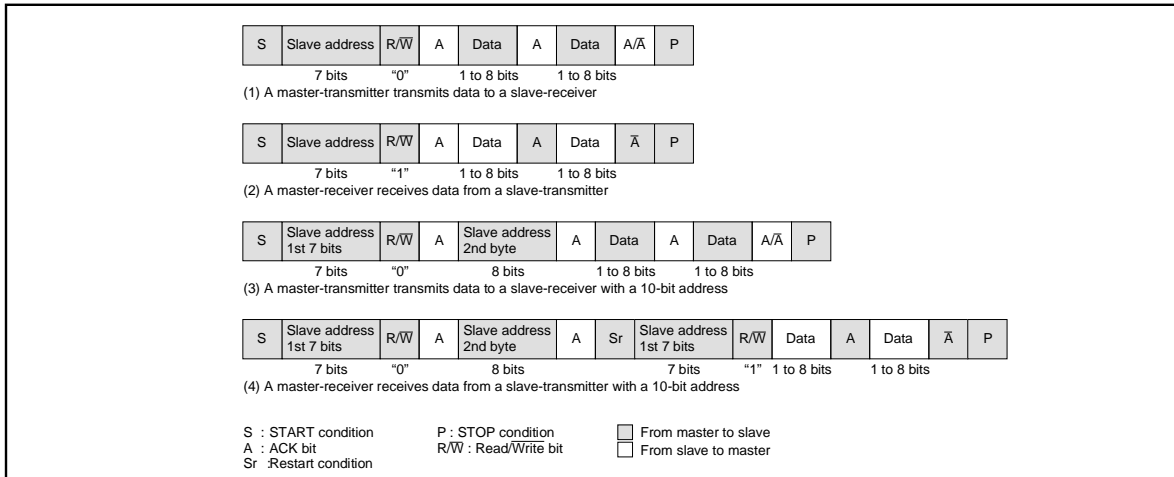 S Slave address R/W̅ A Data A Data A/A̅ P
7 bits “0” 1 to 8 bits 1 to 8 bits
(1) A master-transmitter transmits data to a slave-receiver
S Slave address R/W̅ A Data A Data A̅ P
7 bits “1” 1 to 8 bits 1 to 8 bits
(2) A master-receiver receives data from a slave-transmitter
S Slave address 1st 7 bits R/W̅ A Slave address 2nd byte A Data A Data A/A̅ P
7 bits “0” 8 bits 1 to 8 bits 1 to 8 bits
(3) A master-transmitter transmits data to a slave-receiver with a 10-bit address
S Slave address 1st 7 bits R/W̅ A Slave address 2nd byte A Sr Slave address 1st 7 bits R/W̅ Data A Data A̅ P
7 bits “0” 8 bits 7 bits “1” 1 to 8 bits 1 to 8 bits
(4) A master-receiver receives data from a slave-transmitter with a 10-bit address
S : START condition P : STOP condition From master to slave
A : ACK bit R/W̅ : Read/W̅r̅i̅t̅e̅ bit From slave to master
Sr :Restart condition